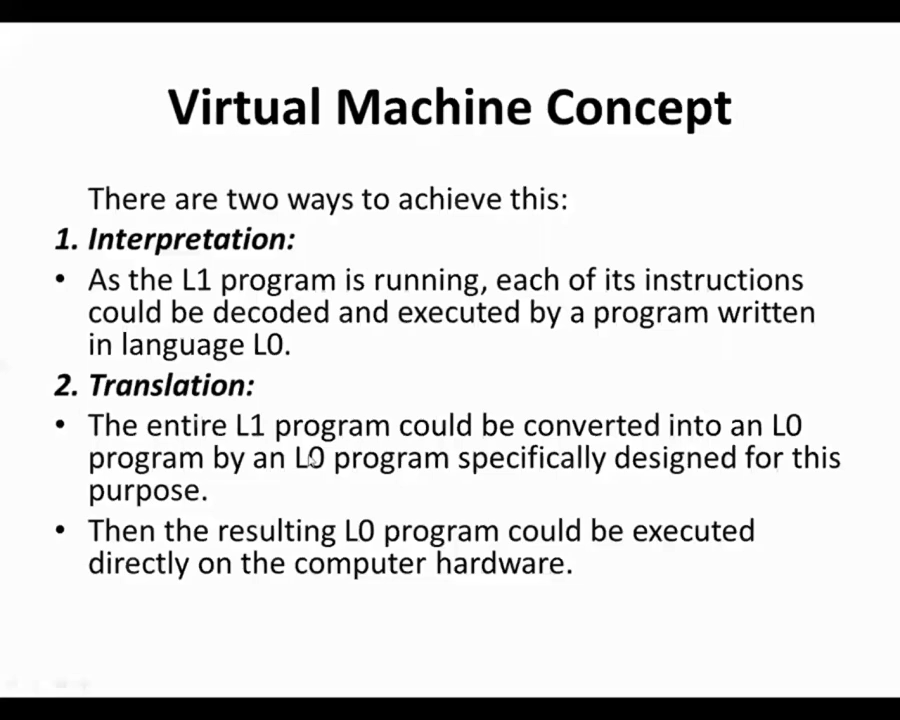 Virtual Machine Concept
There are two ways to achieve this:
1. Interpretation:
• As the L1 program is running, each of its instructions
could be decoded and executed by a program written
in language L0.
2. Translation:
• The entire L1 program could be converted into an L0
program by an L0 program specifically designed for this
purpose.
• Then the resulting L0 program could be executed
directly on the computer hardware.